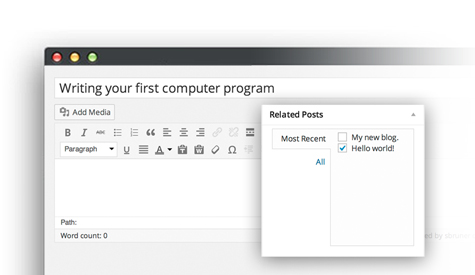 Writing your first computer program
Add Media
Related Posts
B I ABC
Most Recent
My new blog.
Hello world!
Paragraph
U A T W Ω
All
Path:
Word count: 0